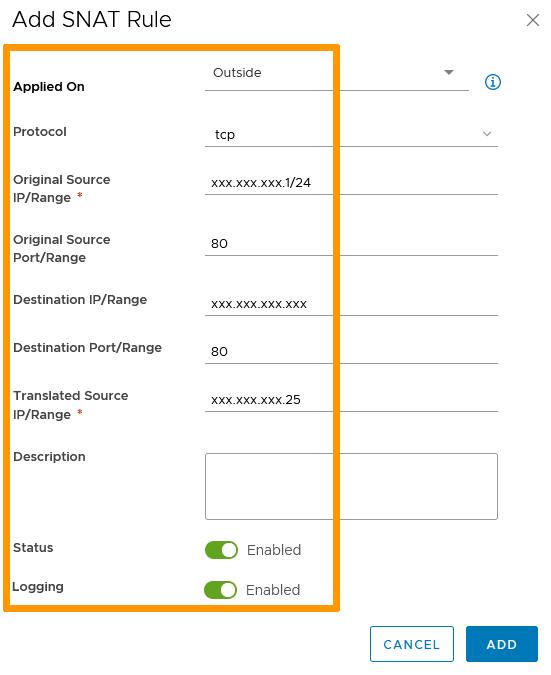 Add SNAT Rule
Applied On
Outside
Protocol
tcp
Original Source
IP/Range *
xxx.xxx.xxx.1/24
Original Source
Port/Range
80
Destination IP/Range
xxx.xxx.xxx.xxx
Destination Port/Range
80
Translated Source
IP/Range *
xxx.xxx.xxx.25
Description
Status
Enabled
Logging
Enabled
CANCEL
ADD